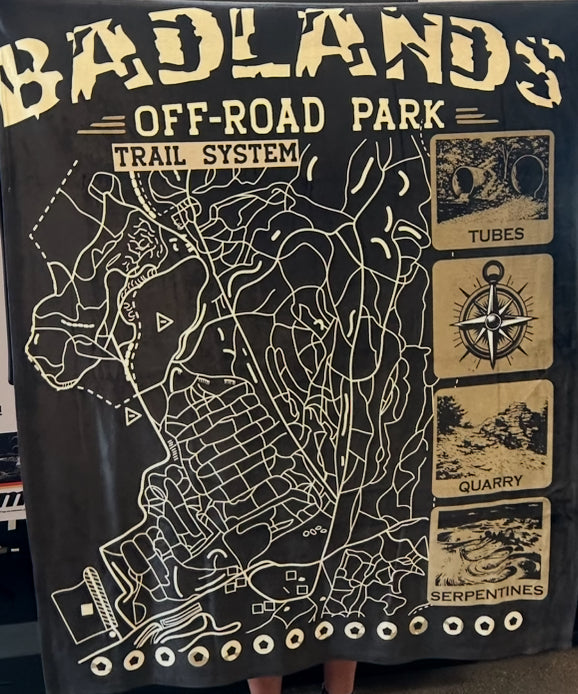 BADLANDS
OFF-ROAD PARK
TRAIL SYSTEM
TUBES
QUARRY
SERPENTINES